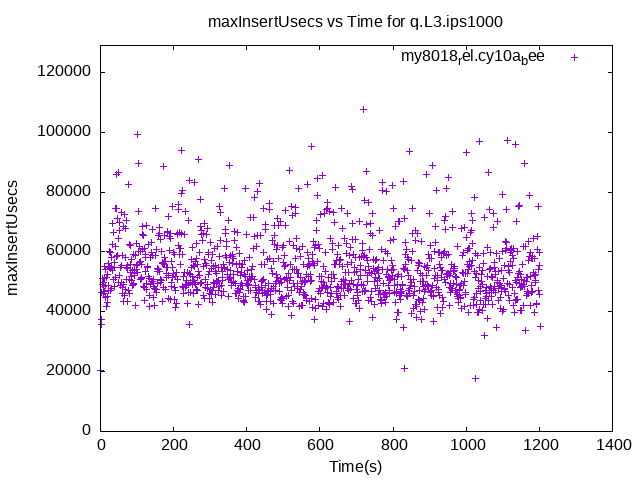 maxInsertUsecs vs Time for q.L3.ips1000
my8018rel.cy10abee
120000
100000
80000
60000
40000
20000
0
maxInsertUsecs
0 200 400 600 800 1000 1200 1400
Time(s)